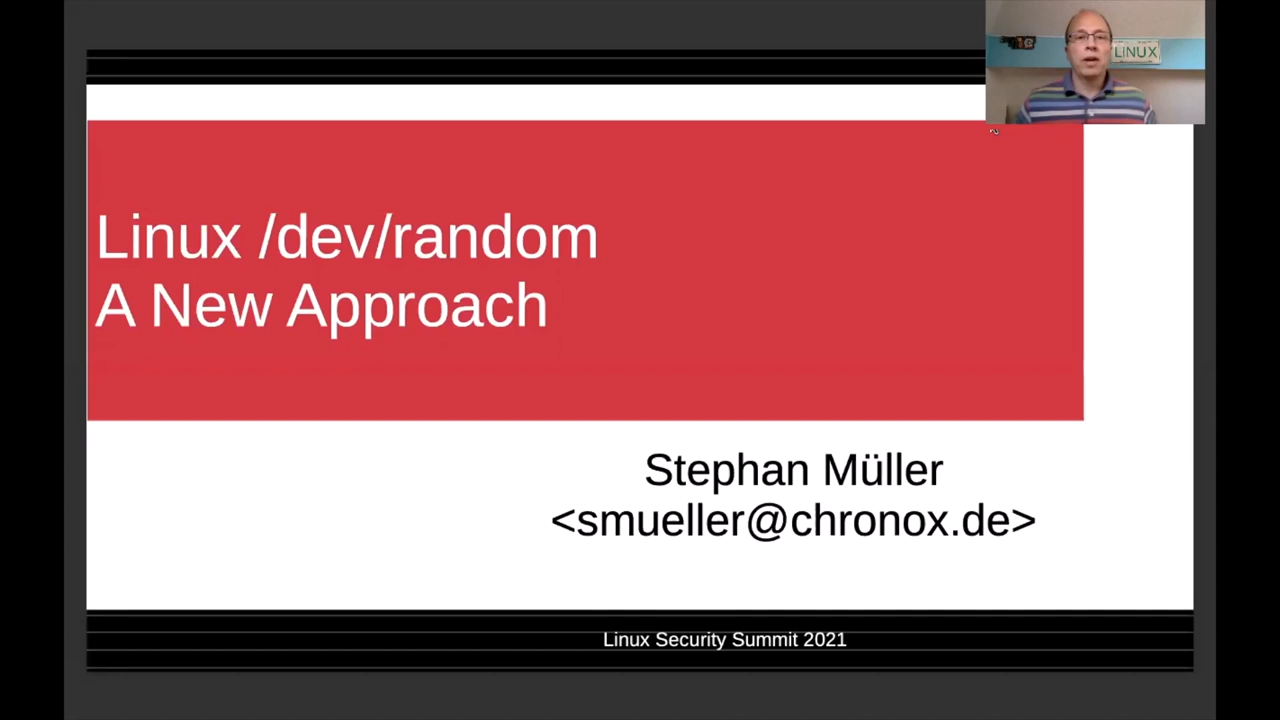 LINUX
Linux /dev/random
A New Approach
Stephan Müller
<smueller@chronox.de>
Linux Security Summit 2021